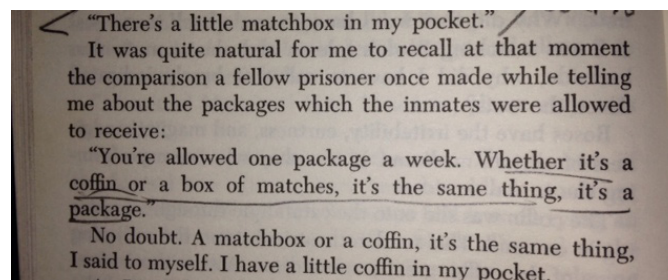 “There’s a little matchbox in my pocket.”
It was quite natural for me to recall at that moment
the comparison a fellow prisoner once made while telling
me about the packages which the inmates were allowed
to receive:
“You’re allowed one package a week. Whether it’s a
coffin or a box of matches, it’s the same thing, it’s a
package.”
No doubt. A matchbox or a coffin, it’s the same thing,
I said to myself. I have a little coffin in my pocket.